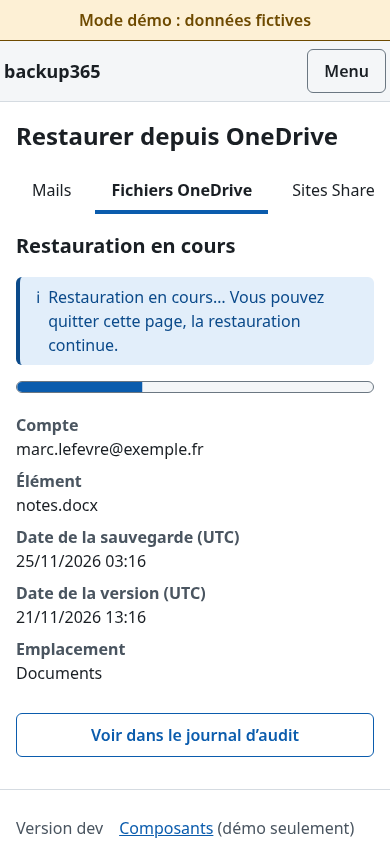 Mode démo : données fictives
backup365
Menu
Restaurer depuis OneDrive
Mails
Fichiers OneDrive
Sites Share
Restauration en cours
i Restauration en cours… Vous pouvez
quitter cette page, la restauration
continue.
Compte
marc.lefevre@exemple.fr
Élément
notes.docx
Date de la sauvegarde (UTC)
25/11/2026 03:16
Date de la version (UTC)
21/11/2026 13:16
Emplacement
Documents
Voir dans le journal d’audit
Version dev Composants (démo seulement)